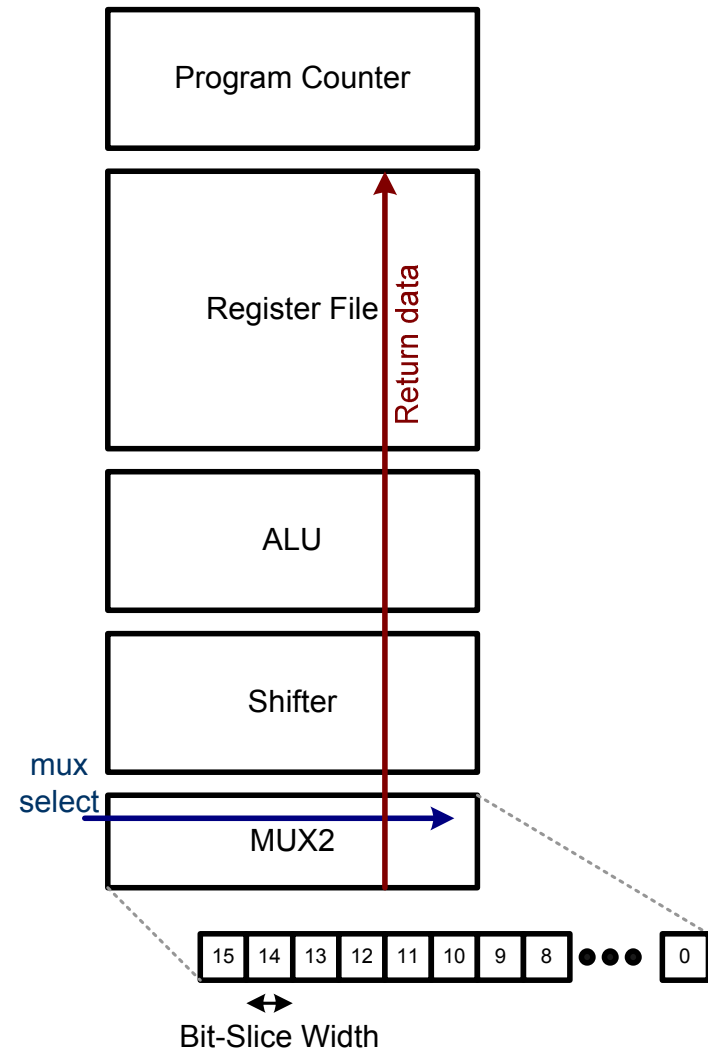 Program Counter
Register File
Return data
ALU
Shifter
mux
select
MUX2
15 14 13 12 11 10 9 8 0
Bit-Slice Width